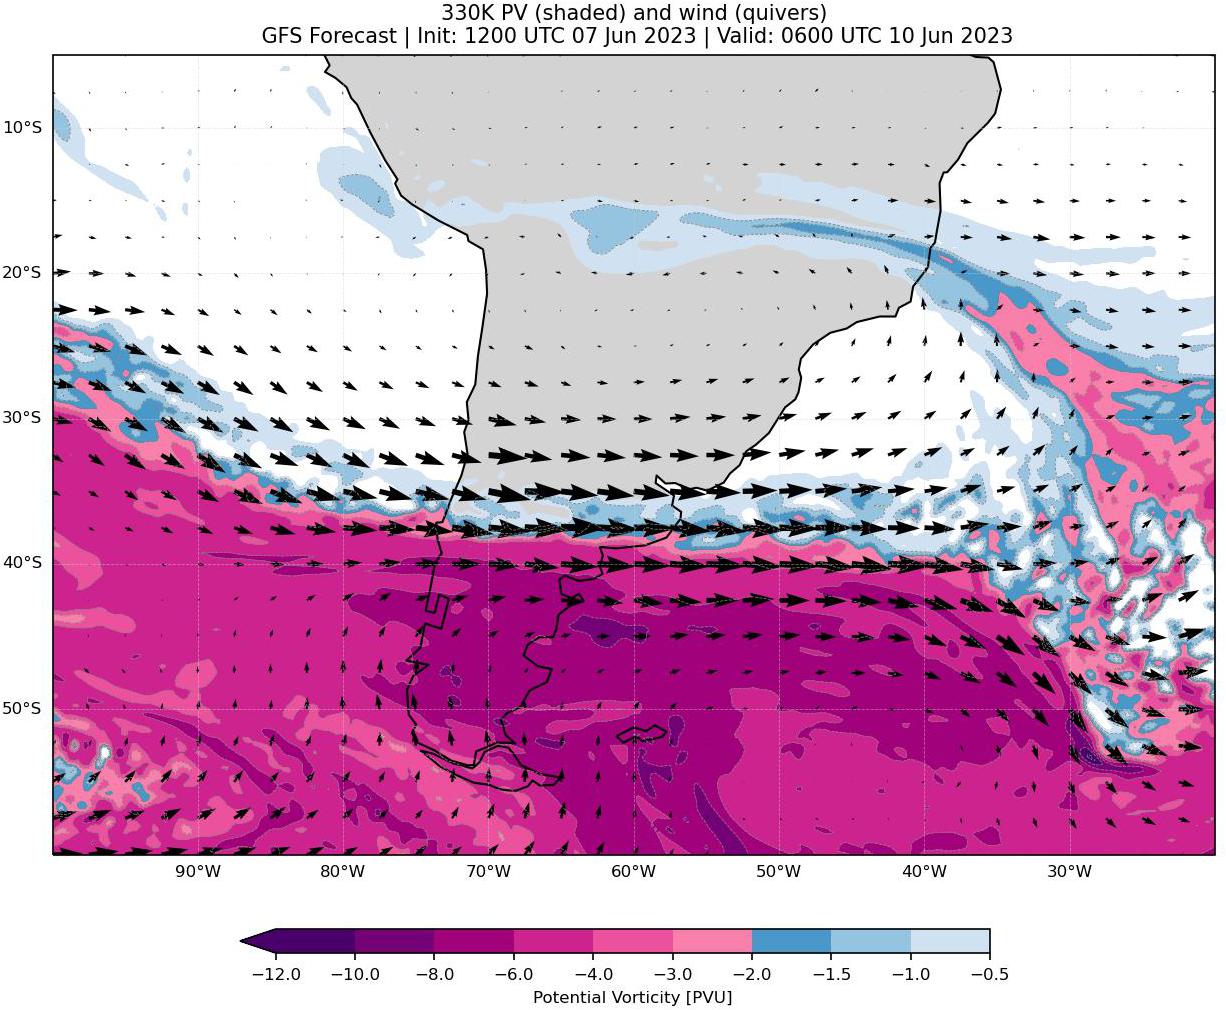 330K PV (shaded) and wind (quivers)
GFS Forecast | Init: 1200 UTC 07 Jun 2023 | Valid: 0600 UTC 10 Jun 2023
10°S
20°S
30°S
40°S
50°S
90°W 80°W 70°W 60°W 50°W 40°W 30°W
−12.0 −10.0 −8.0 −6.0 −4.0 −3.0 −2.0 −1.5 −1.0 −0.5
Potential Vorticity [PVU]